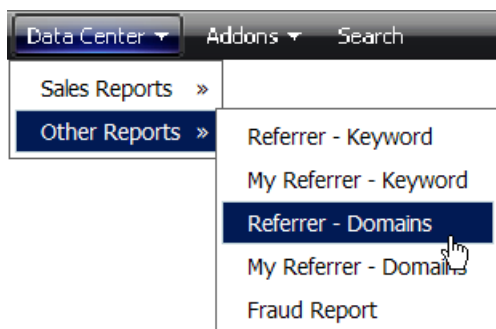 Data Center ▼ Addons ▼ Search
Sales Reports »
Other Reports »
Referrer - Keyword
My Referrer - Keyword
Referrer - Domains
My Referrer - Domains
Fraud Report